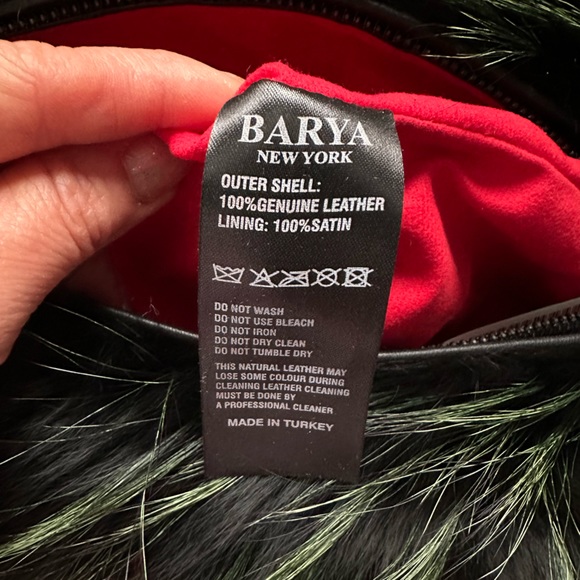 BARYA
NEW YORK
OUTER SHELL:
100%GENUINE LEATHER
LINING: 100%SATIN
DO NOT WASH
DO NOT USE BLEACH
DO NOT IRON
DO NOT DRY CLEAN
DO NOT TUMBLE DRY
THIS NATURAL LEATHER MAY
LOSE SOME COLOUR DURING
CLEANING LEATHER CLEANING
MUST BE DONE BY
A PROFESSIONAL CLEANER
MADE IN TURKEY